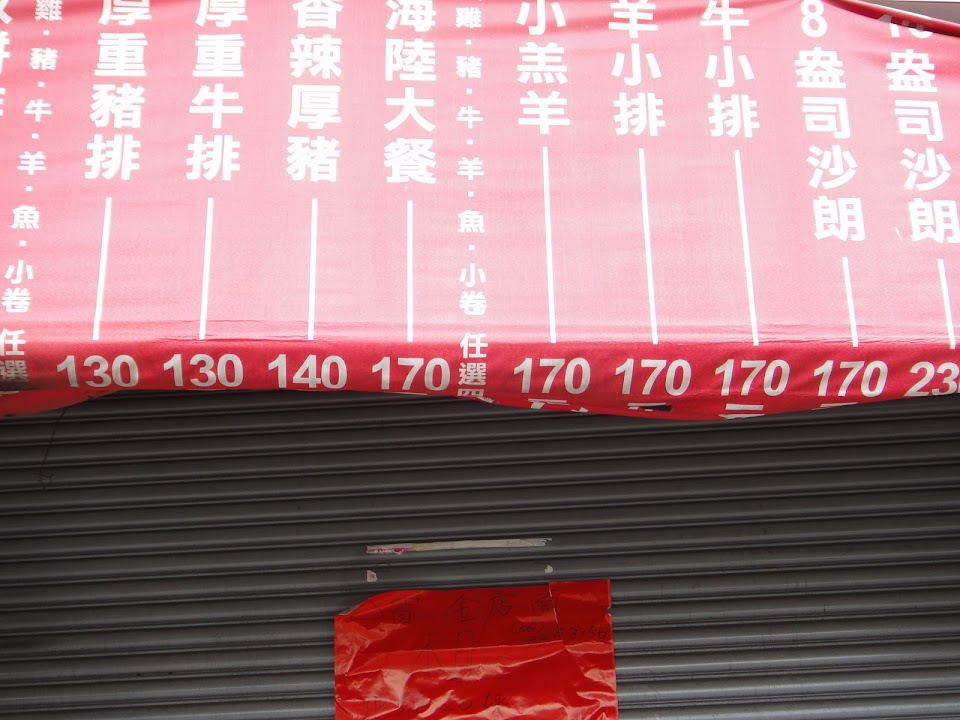 雞·豬·牛·羊·魚·小卷 任選
厚重豬排
130
厚重牛排
130
香辣厚豬
140
海陸大餐
170
雞·豬·牛·羊·魚·小卷 任選四
小羔羊
170
羊小排
170
牛小排
170
8盎司沙朗
170
盎司沙朗